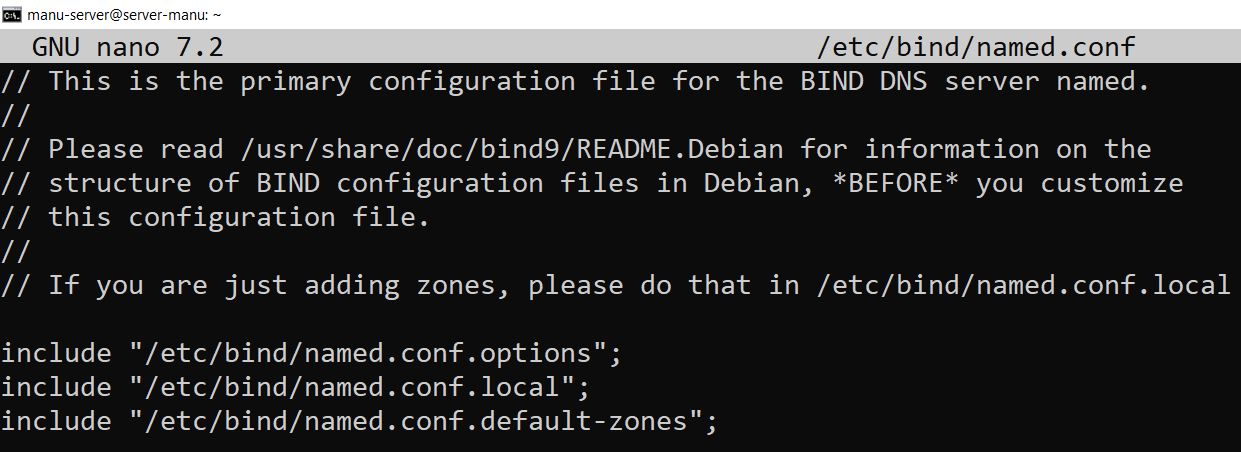 manu-server@server-manu: ~
GNU nano 7.2 /etc/bind/named.conf
// This is the primary configuration file for the BIND DNS server named.
//
// Please read /usr/share/doc/bind9/README.Debian for information on the
// structure of BIND configuration files in Debian, *BEFORE* you customize
// this configuration file.
//
// If you are just adding zones, please do that in /etc/bind/named.conf.local

include "/etc/bind/named.conf.options";
include "/etc/bind/named.conf.local";
include "/etc/bind/named.conf.default-zones";